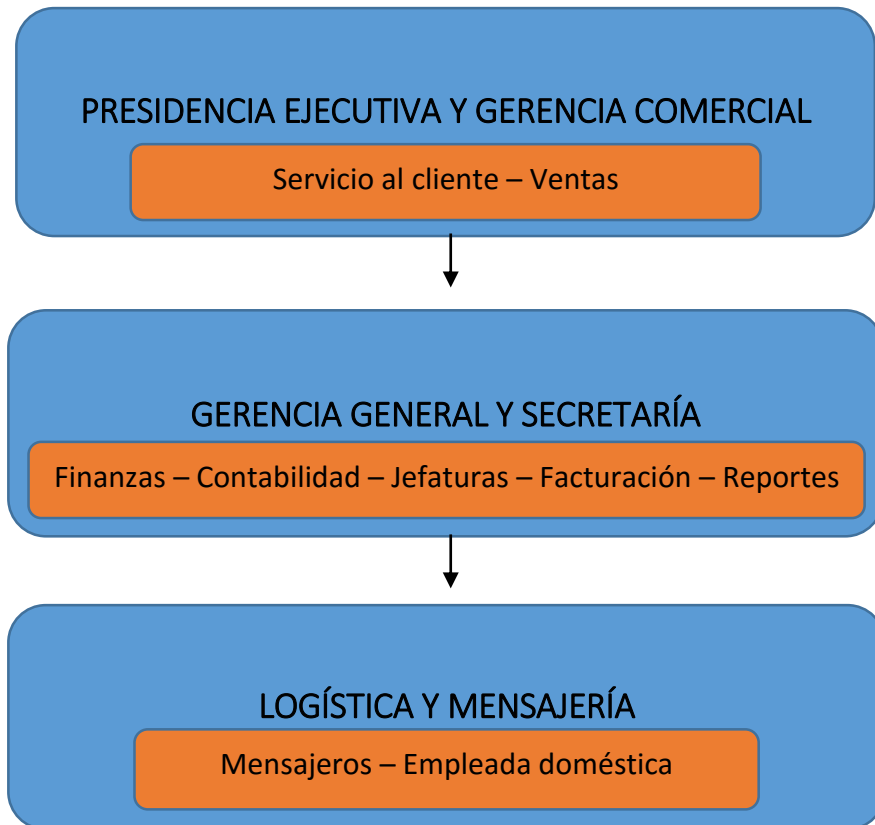 PRESIDENCIA EJECUTIVA Y GERENCIA COMERCIAL
Servicio al cliente – Ventas
GERENCIA GENERAL Y SECRETARÍA
Finanzas – Contabilidad – Jefaturas – Facturación – Reportes
LOGÍSTICA Y MENSAJERÍA
Mensajeros – Empleada doméstica